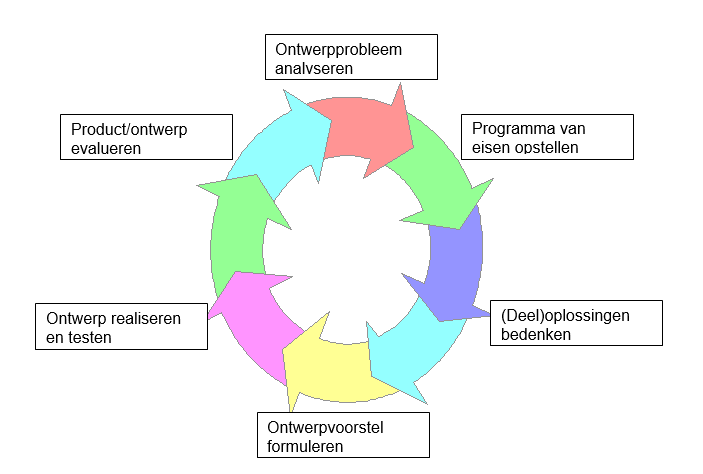 Ontwerpprobleem
analyseren
Programma van
eisen opstellen
(Deel)oplossingen
bedenken
Ontwerpvoorstel
formuleren
Ontwerp realiseren
en testen
Product/ontwerp
evalueren